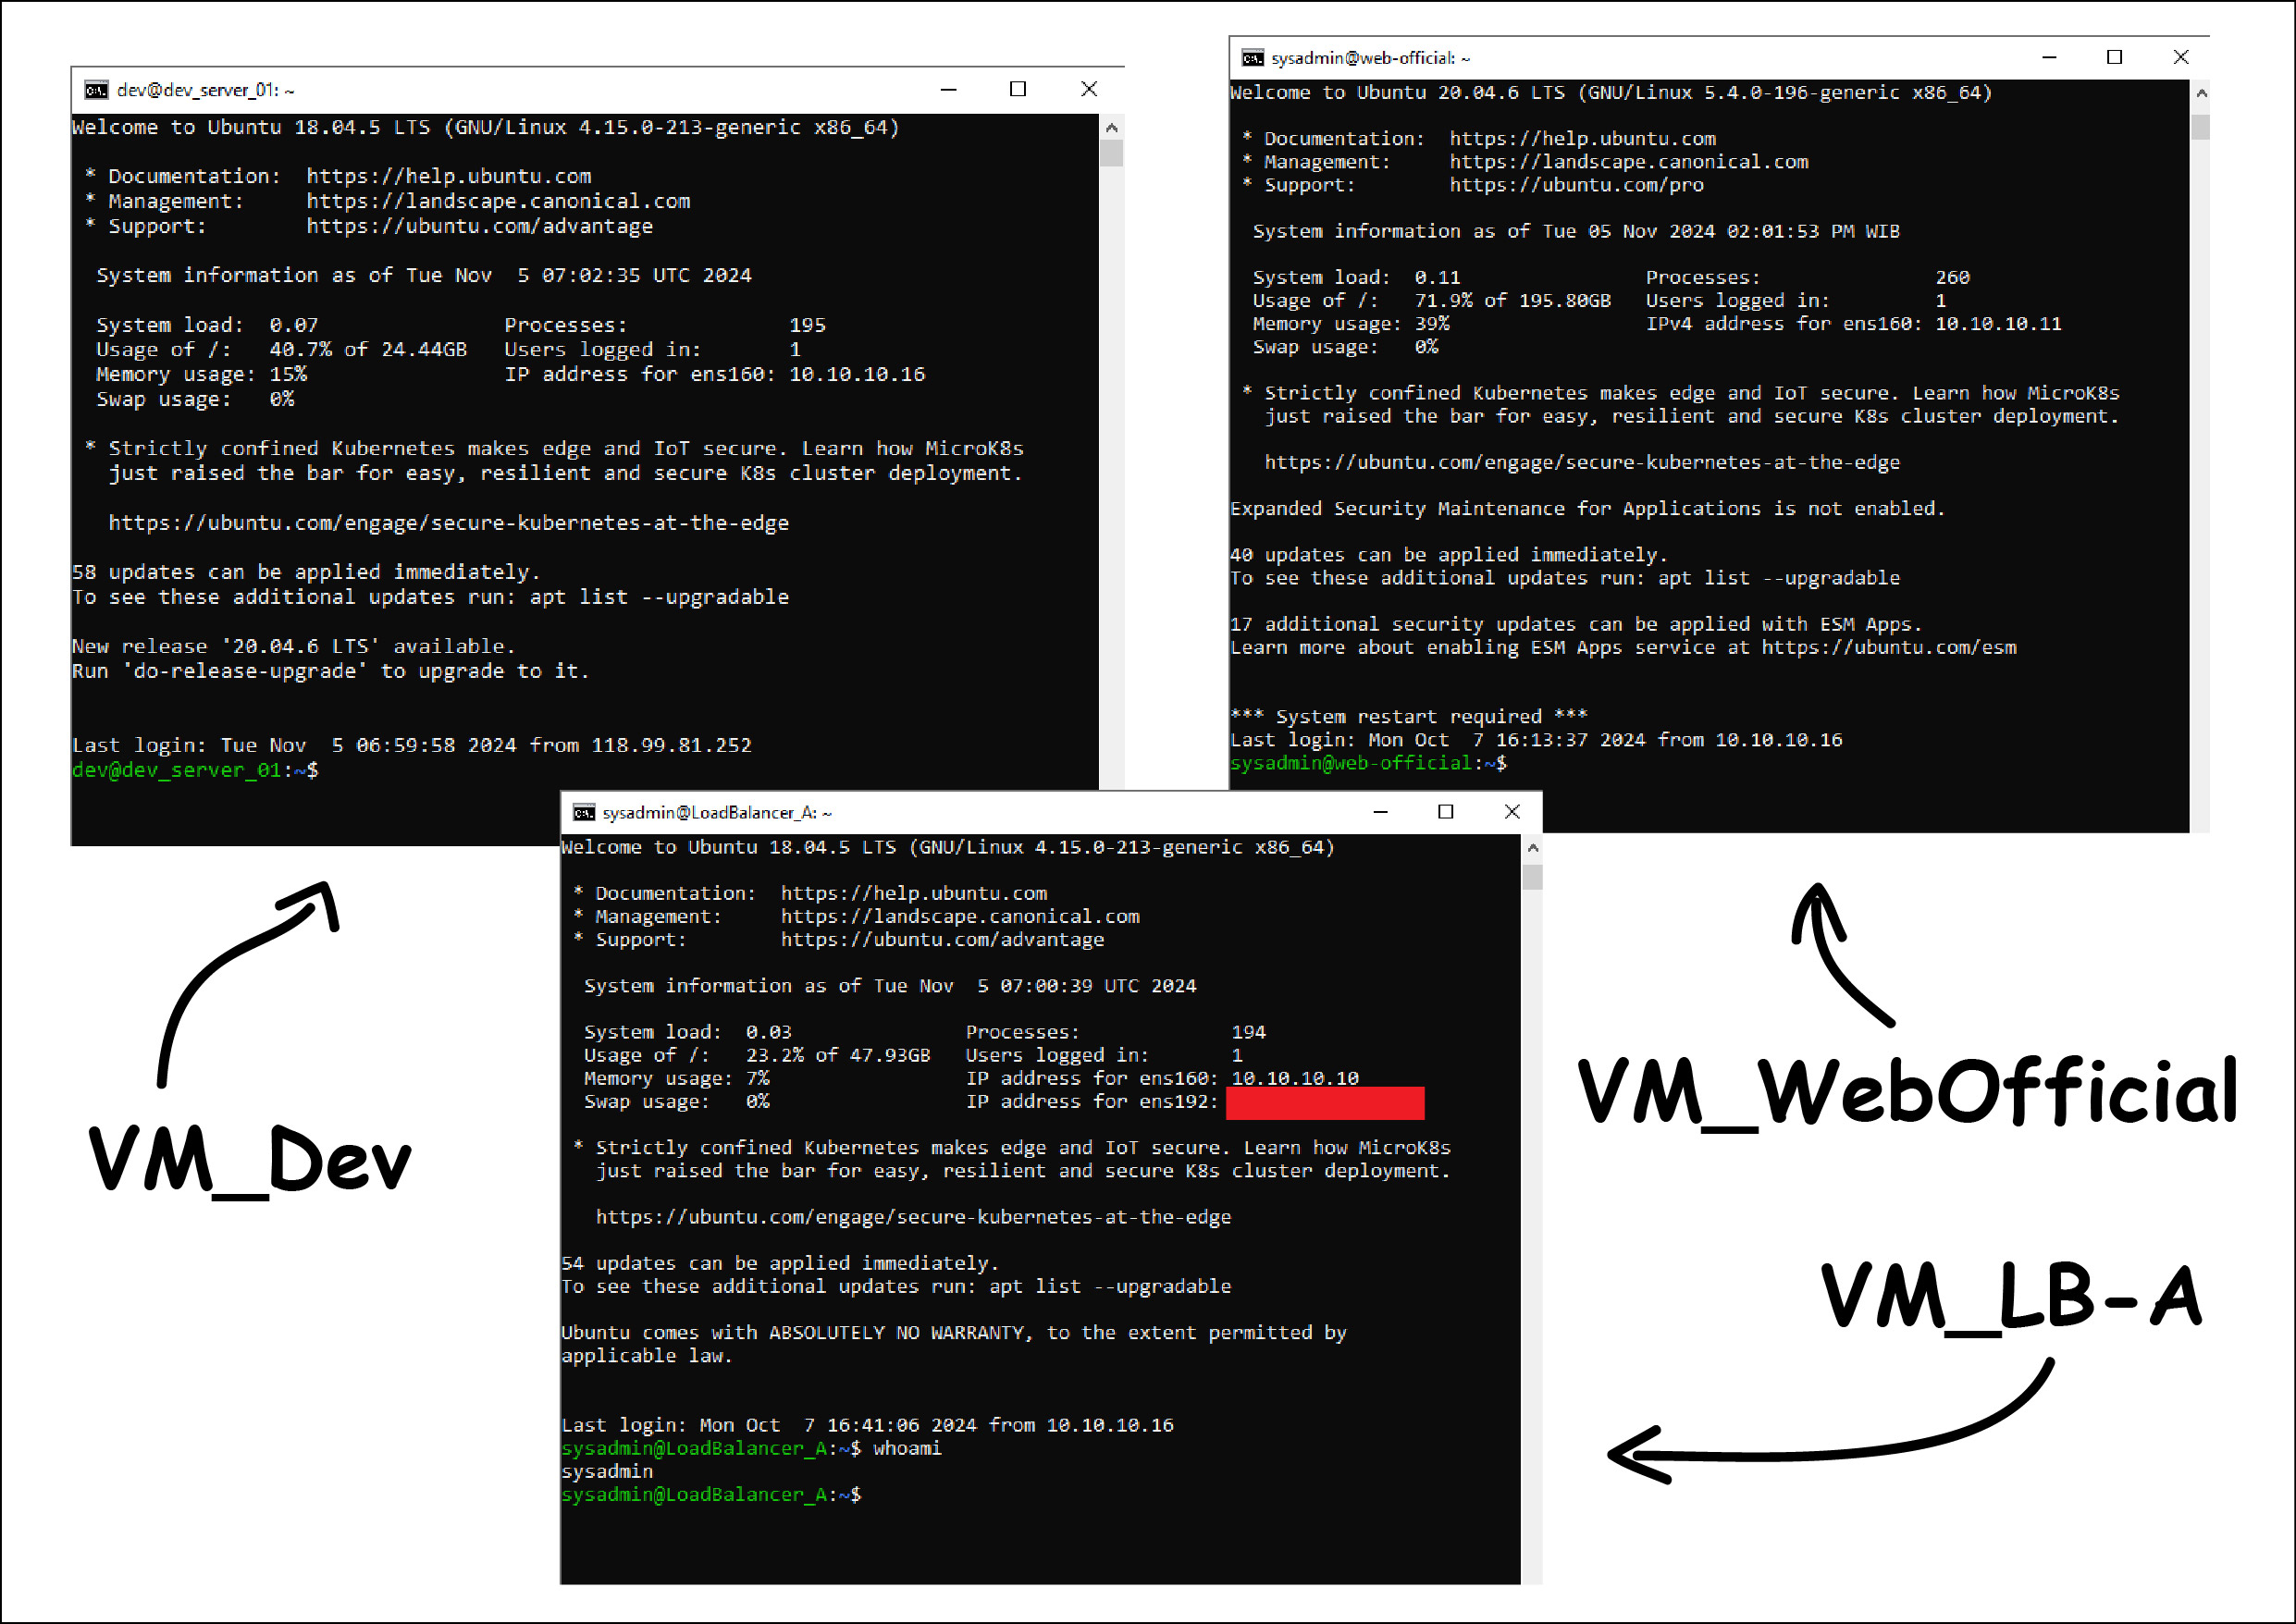 dev@dev_server_01: ~
Welcome to Ubuntu 18.04.5 LTS (GNU/Linux 4.15.0-213-generic x86_64)
* Documentation:  https://help.ubuntu.com
* Management:     https://landscape.canonical.com
* Support:        https://ubuntu.com/advantage
System information as of Tue Nov  5 07:02:35 UTC 2024
System load:  0.07               Processes:             195
Usage of /:   40.7% of 24.44GB   Users logged in:       1
Memory usage: 15%                IP address for ens160: 10.10.10.16
Swap usage:   0%
* Strictly confined Kubernetes makes edge and IoT secure. Learn how MicroK8s
just raised the bar for easy, resilient and secure K8s cluster deployment.
https://ubuntu.com/engage/secure-kubernetes-at-the-edge
58 updates can be applied immediately.
To see these additional updates run: apt list --upgradable
New release '20.04.6 LTS' available.
Run 'do-release-upgrade' to upgrade to it.
Last login: Tue Nov  5 06:59:58 2024 from 118.99.81.252
dev@dev_server_01:~$
sysadmin@web-official: ~
Welcome to Ubuntu 20.04.6 LTS (GNU/Linux 5.4.0-196-generic x86_64)
* Documentation:  https://help.ubuntu.com
* Management:     https://landscape.canonical.com
* Support:        https://ubuntu.com/pro
System information as of Tue 05 Nov 2024 02:01:53 PM WIB
System load:  0.11                Processes:               260
Usage of /:   71.9% of 195.80GB   Users logged in:         1
Memory usage: 39%                 IPv4 address for ens160: 10.10.10.11
Swap usage:   0%
* Strictly confined Kubernetes makes edge and IoT secure. Learn how MicroK8s
just raised the bar for easy, resilient and secure K8s cluster deployment.
https://ubuntu.com/engage/secure-kubernetes-at-the-edge
Expanded Security Maintenance for Applications is not enabled.
40 updates can be applied immediately.
To see these additional updates run: apt list --upgradable
17 additional security updates can be applied with ESM Apps.
Learn more about enabling ESM Apps service at https://ubuntu.com/esm
*** System restart required ***
Last login: Mon Oct  7 16:13:37 2024 from 10.10.10.16
sysadmin@web-official:~$
sysadmin@LoadBalancer_A: ~
Welcome to Ubuntu 18.04.5 LTS (GNU/Linux 4.15.0-213-generic x86_64)
* Documentation:  https://help.ubuntu.com
* Management:     https://landscape.canonical.com
* Support:        https://ubuntu.com/advantage
System information as of Tue Nov  5 07:00:39 UTC 2024
System load:  0.03               Processes:             194
Usage of /:   23.2% of 47.93GB   Users logged in:       1
Memory usage: 7%                 IP address for ens160: 10.10.10.10
Swap usage:   0%                 IP address for ens192:
* Strictly confined Kubernetes makes edge and IoT secure. Learn how MicroK8s
just raised the bar for easy, resilient and secure K8s cluster deployment.
https://ubuntu.com/engage/secure-kubernetes-at-the-edge
54 updates can be applied immediately.
To see these additional updates run: apt list --upgradable
Ubuntu comes with ABSOLUTELY NO WARRANTY, to the extent permitted by
applicable law.
Last login: Mon Oct  7 16:41:06 2024 from 10.10.10.16
sysadmin@LoadBalancer_A:~$ whoami
sysadmin
sysadmin@LoadBalancer_A:~$
VM_Dev
VM_WebOfficial
VM_LB-A